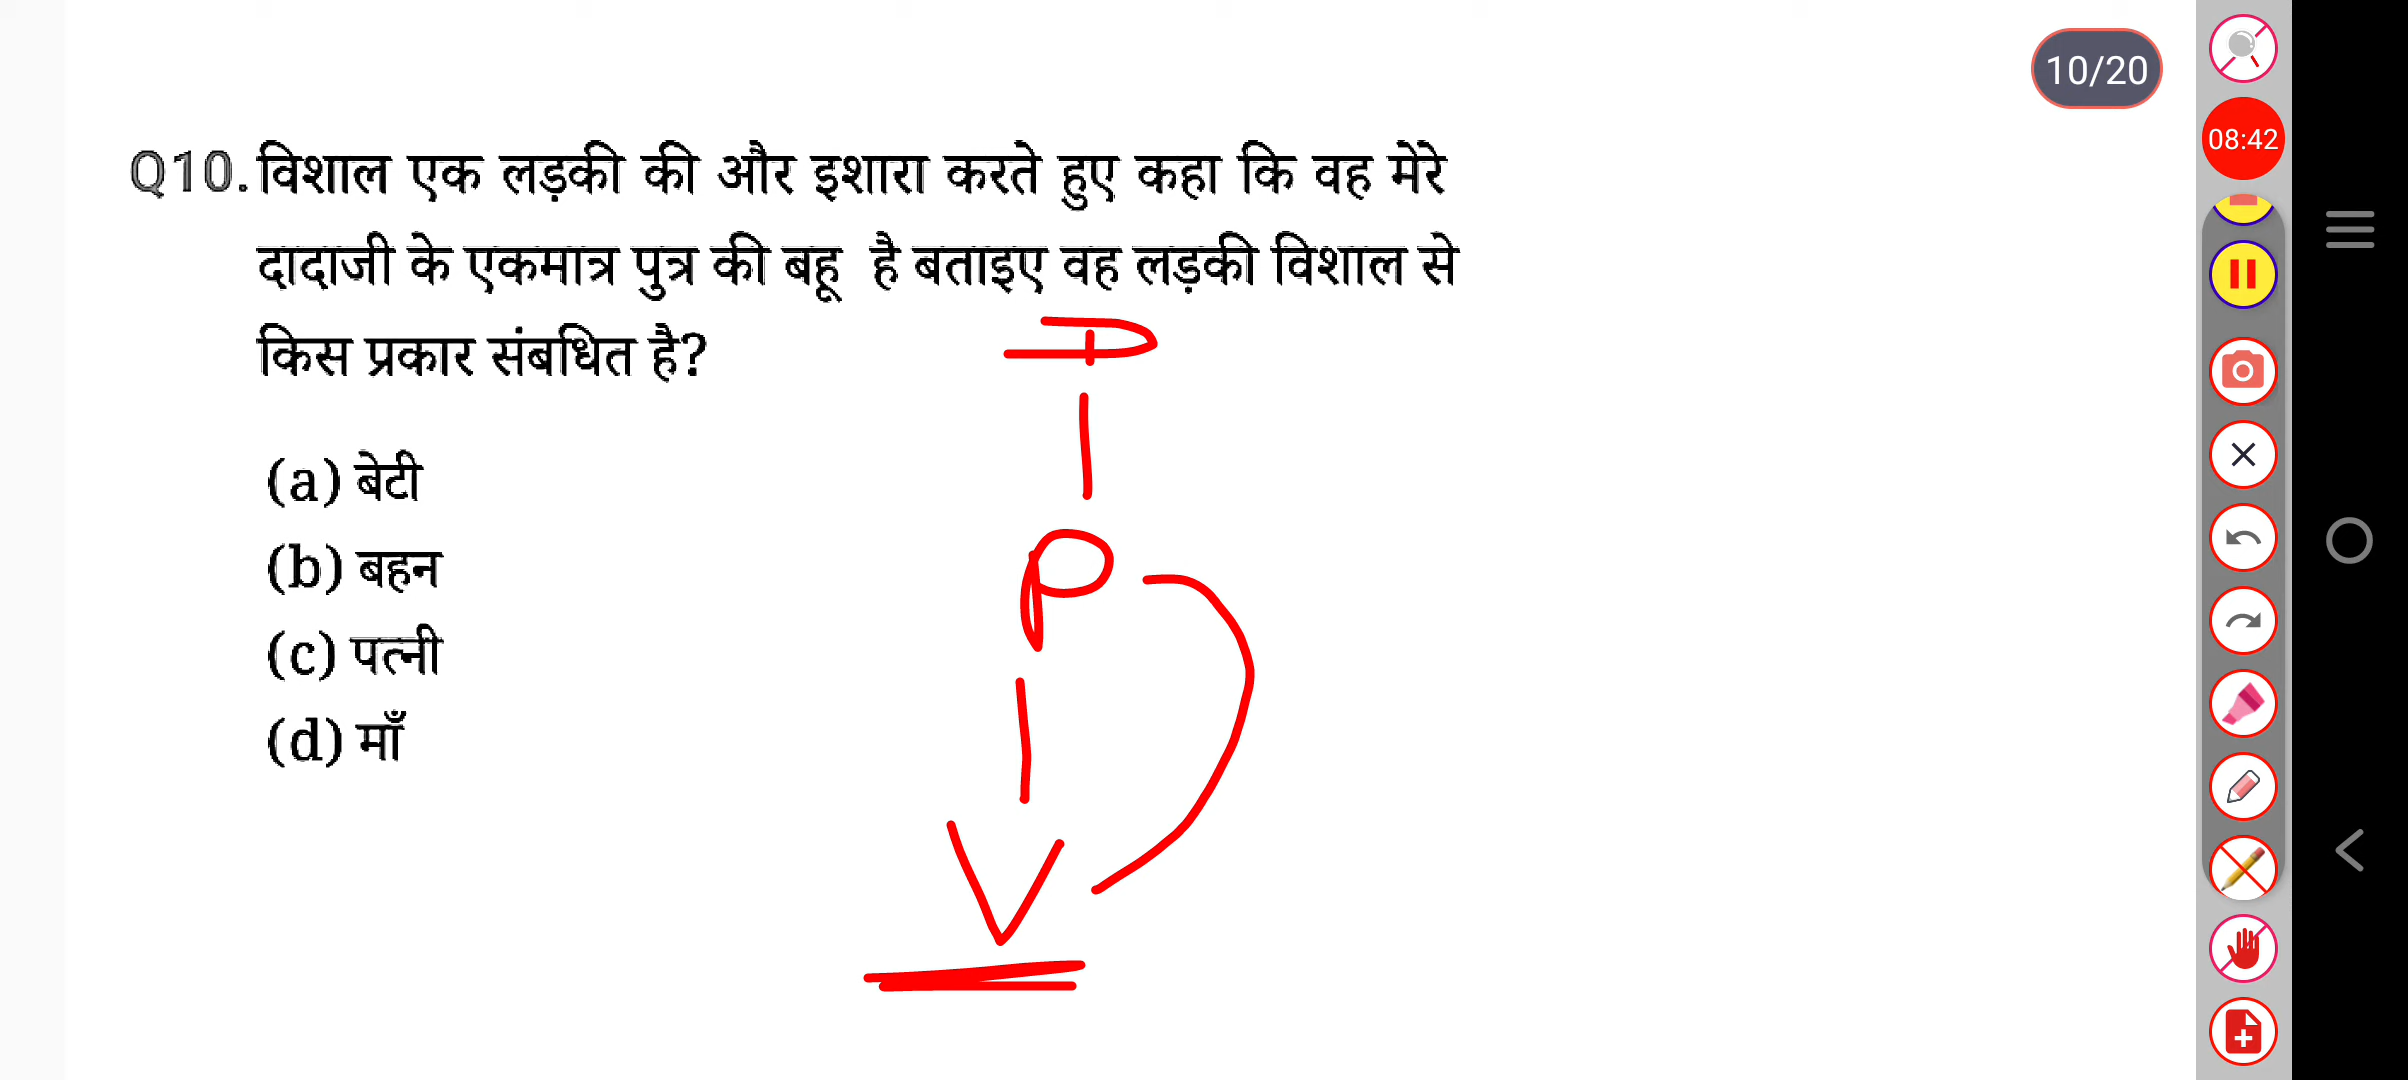 10/20
08:42
Q10. विशाल एक लड़की की और इशारा करते हुए कहा कि वह मेरे
दादाजी के एकमात्र पुत्र की बहू है बताइए वह लड़की विशाल से
किस प्रकार संबधित है?
(a) बेटी
(b) बहन
(c) पत्नी
(d) माँ
D
P
V